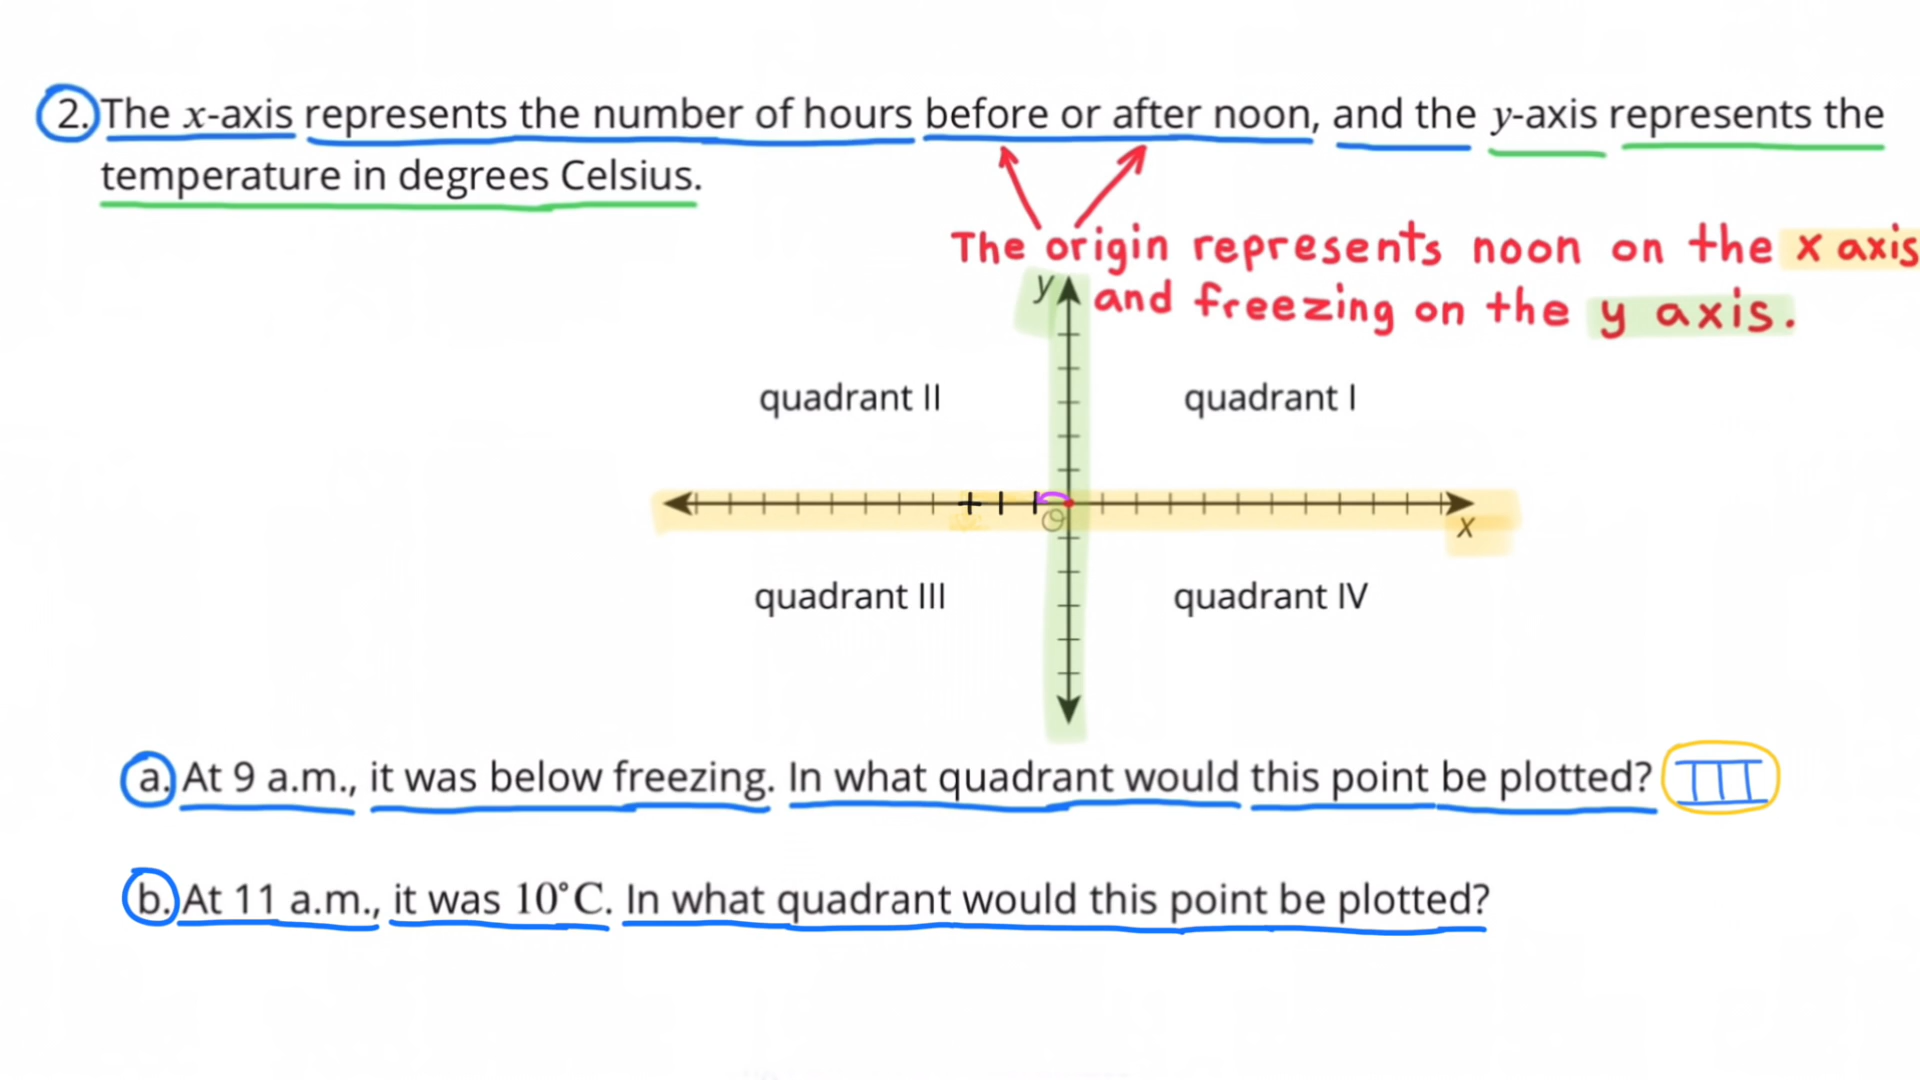 2. The x-axis represents the number of hours before or after noon, and the y-axis represents the
temperature in degrees Celsius.
The origin represents noon on the x axis
and freezing on the y axis.
y
quadrant II
quadrant I
O
x
quadrant III
quadrant IV
a. At 9 a.m., it was below freezing. In what quadrant would this point be plotted? III
b. At 11 a.m., it was 10°C. In what quadrant would this point be plotted?